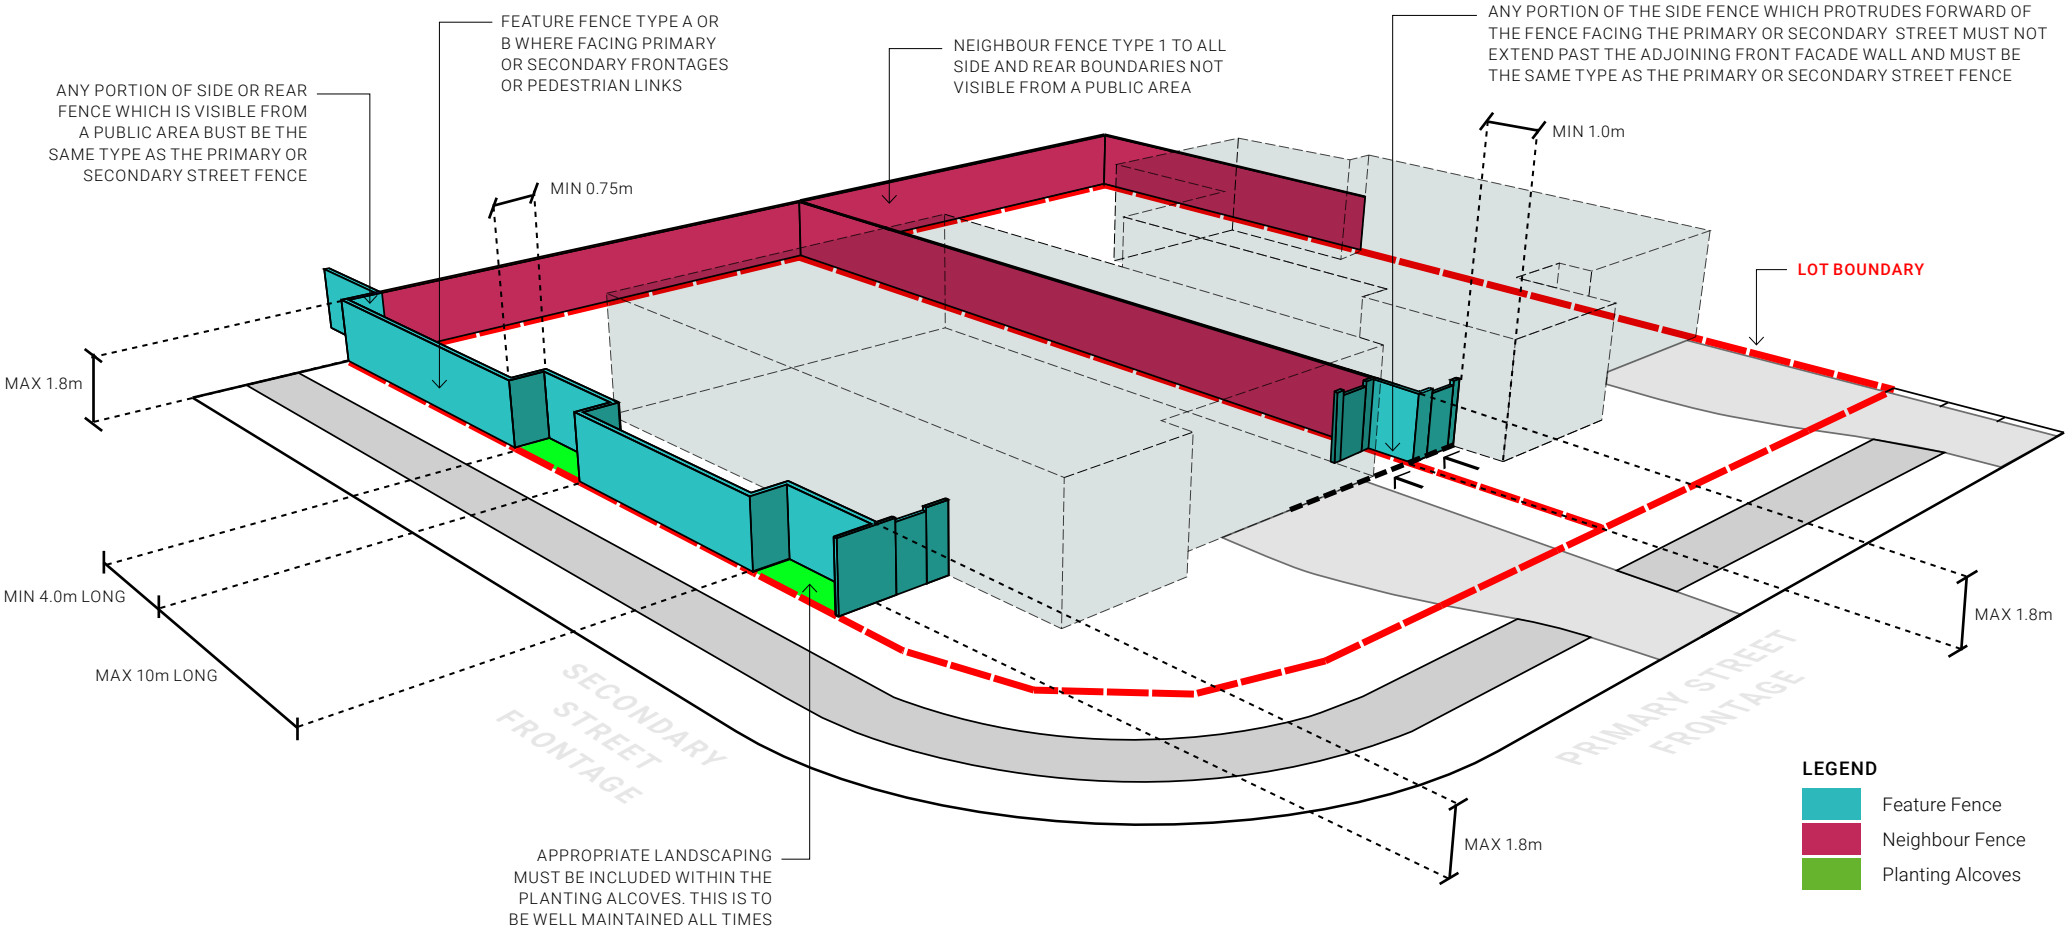 FEATURE FENCE TYPE A OR
B WHERE FACING PRIMARY
OR SECONDARY FRONTAGES
OR PEDESTRIAN LINKS
NEIGHBOUR FENCE TYPE 1 TO ALL
SIDE AND REAR BOUNDARIES NOT
VISIBLE FROM A PUBLIC AREA
ANY PORTION OF THE SIDE FENCE WHICH PROTRUDES FORWARD OF
THE FENCE FACING THE PRIMARY OR SECONDARY STREET MUST NOT
EXTEND PAST THE ADJOINING FRONT FACADE WALL AND MUST BE
THE SAME TYPE AS THE PRIMARY OR SECONDARY STREET FENCE
ANY PORTION OF SIDE OR REAR
FENCE WHICH IS VISIBLE FROM
A PUBLIC AREA BUST BE THE
SAME TYPE AS THE PRIMARY OR
SECONDARY STREET FENCE
MIN 0.75m
MIN 1.0m
LOT BOUNDARY
MAX 1.8m
MIN 4.0m LONG
MAX 10m LONG
MAX 1.8m
SECONDARY
STREET
FRONTAGE
PRIMARY STREET
FRONTAGE
MAX 1.8m
APPROPRIATE LANDSCAPING
MUST BE INCLUDED WITHIN THE
PLANTING ALCOVES. THIS IS TO
BE WELL MAINTAINED ALL TIMES
LEGEND
Feature Fence
Neighbour Fence
Planting Alcoves